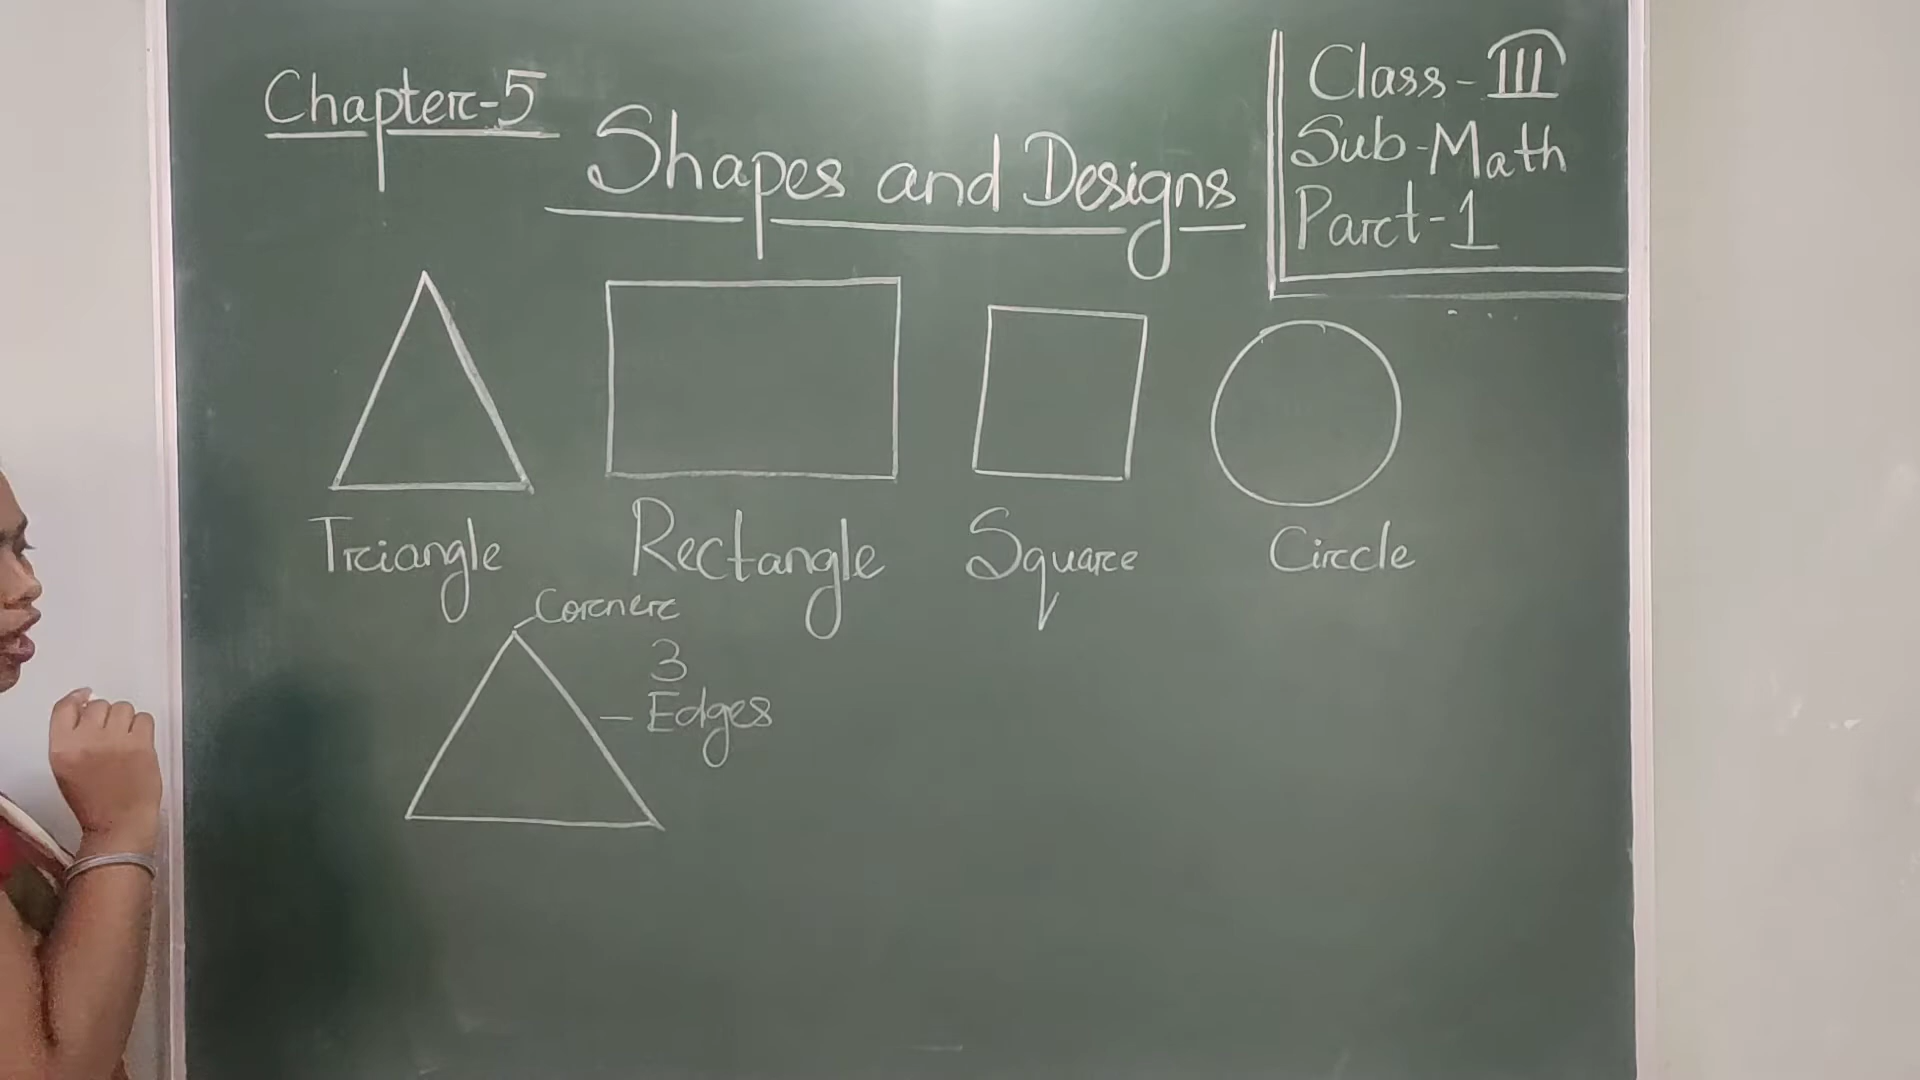 Chapter-5
Shapes and Designs
Class-III
Sub-Math
Part-1
Triangle
Rectangle
Square
Circle
Corner
3
Edges